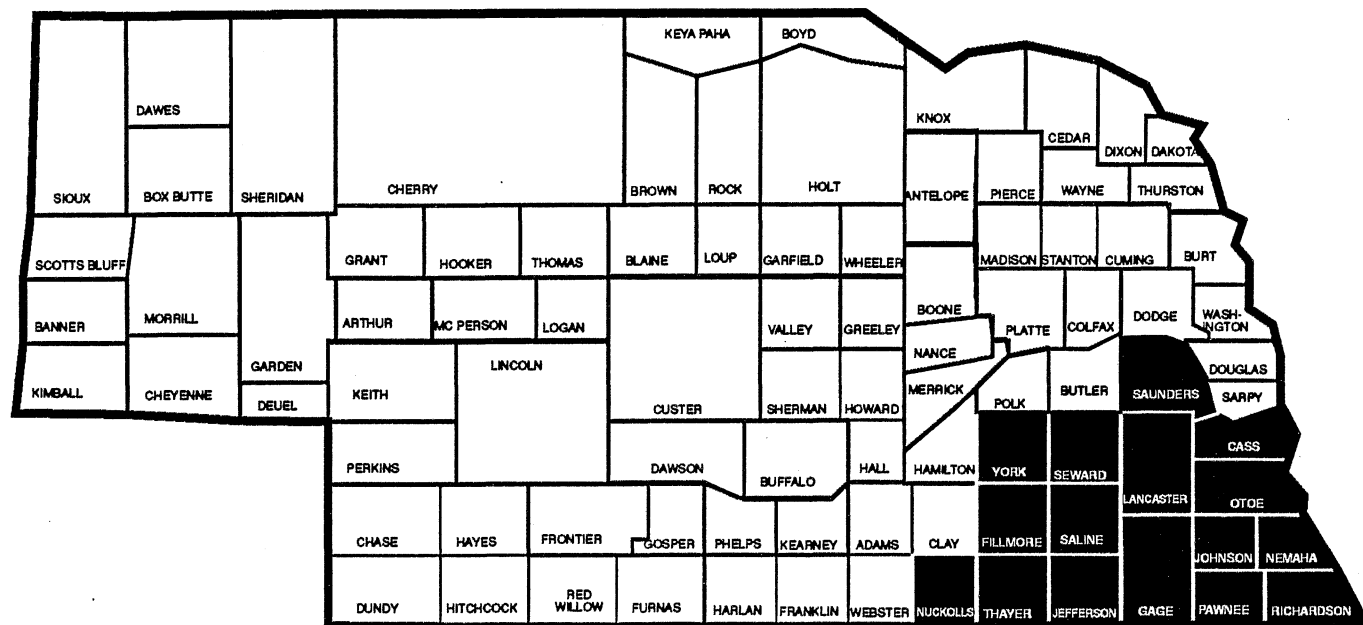 KEYA PAHA
BOYD
DAWES
KNOX
CEDAR
DIXON
DAKOTA
SIOUX
BOX BUTTE
SHERIDAN
CHERRY
BROWN
ROCK
HOLT
ANTELOPE
PIERCE
WAYNE
THURSTON
SCOTTS BLUFF
GRANT
HOOKER
THOMAS
BLAINE
LOUP
GARFIELD
WHEELER
MADISON
STANTON
CUMING
BURT
BANNER
MORRILL
ARTHUR
MC PERSON
LOGAN
VALLEY
GREELEY
BOONE
PLATTE
COLFAX
DODGE
WASH-
INGTON
NANCE
GARDEN
LINCOLN
DOUGLAS
KIMBALL
CHEYENNE
DEUEL
KEITH
CUSTER
SHERMAN
HOWARD
MERRICK
POLK
BUTLER
SAUNDERS
SARPY
CASS
PERKINS
DAWSON
BUFFALO
HALL
HAMILTON
YORK
SEWARD
LANCASTER
OTOE
CHASE
HAYES
FRONTIER
GOSPER
PHELPS
KEARNEY
ADAMS
CLAY
FILLMORE
SALINE
JOHNSON
NEMAHA
DUNDY
HITCHCOCK
RED
WILLOW
FURNAS
HARLAN
FRANKLIN
WEBSTER
NUCKOLLS
THAYER
JEFFERSON
GAGE
PAWNEE
RICHARDSON